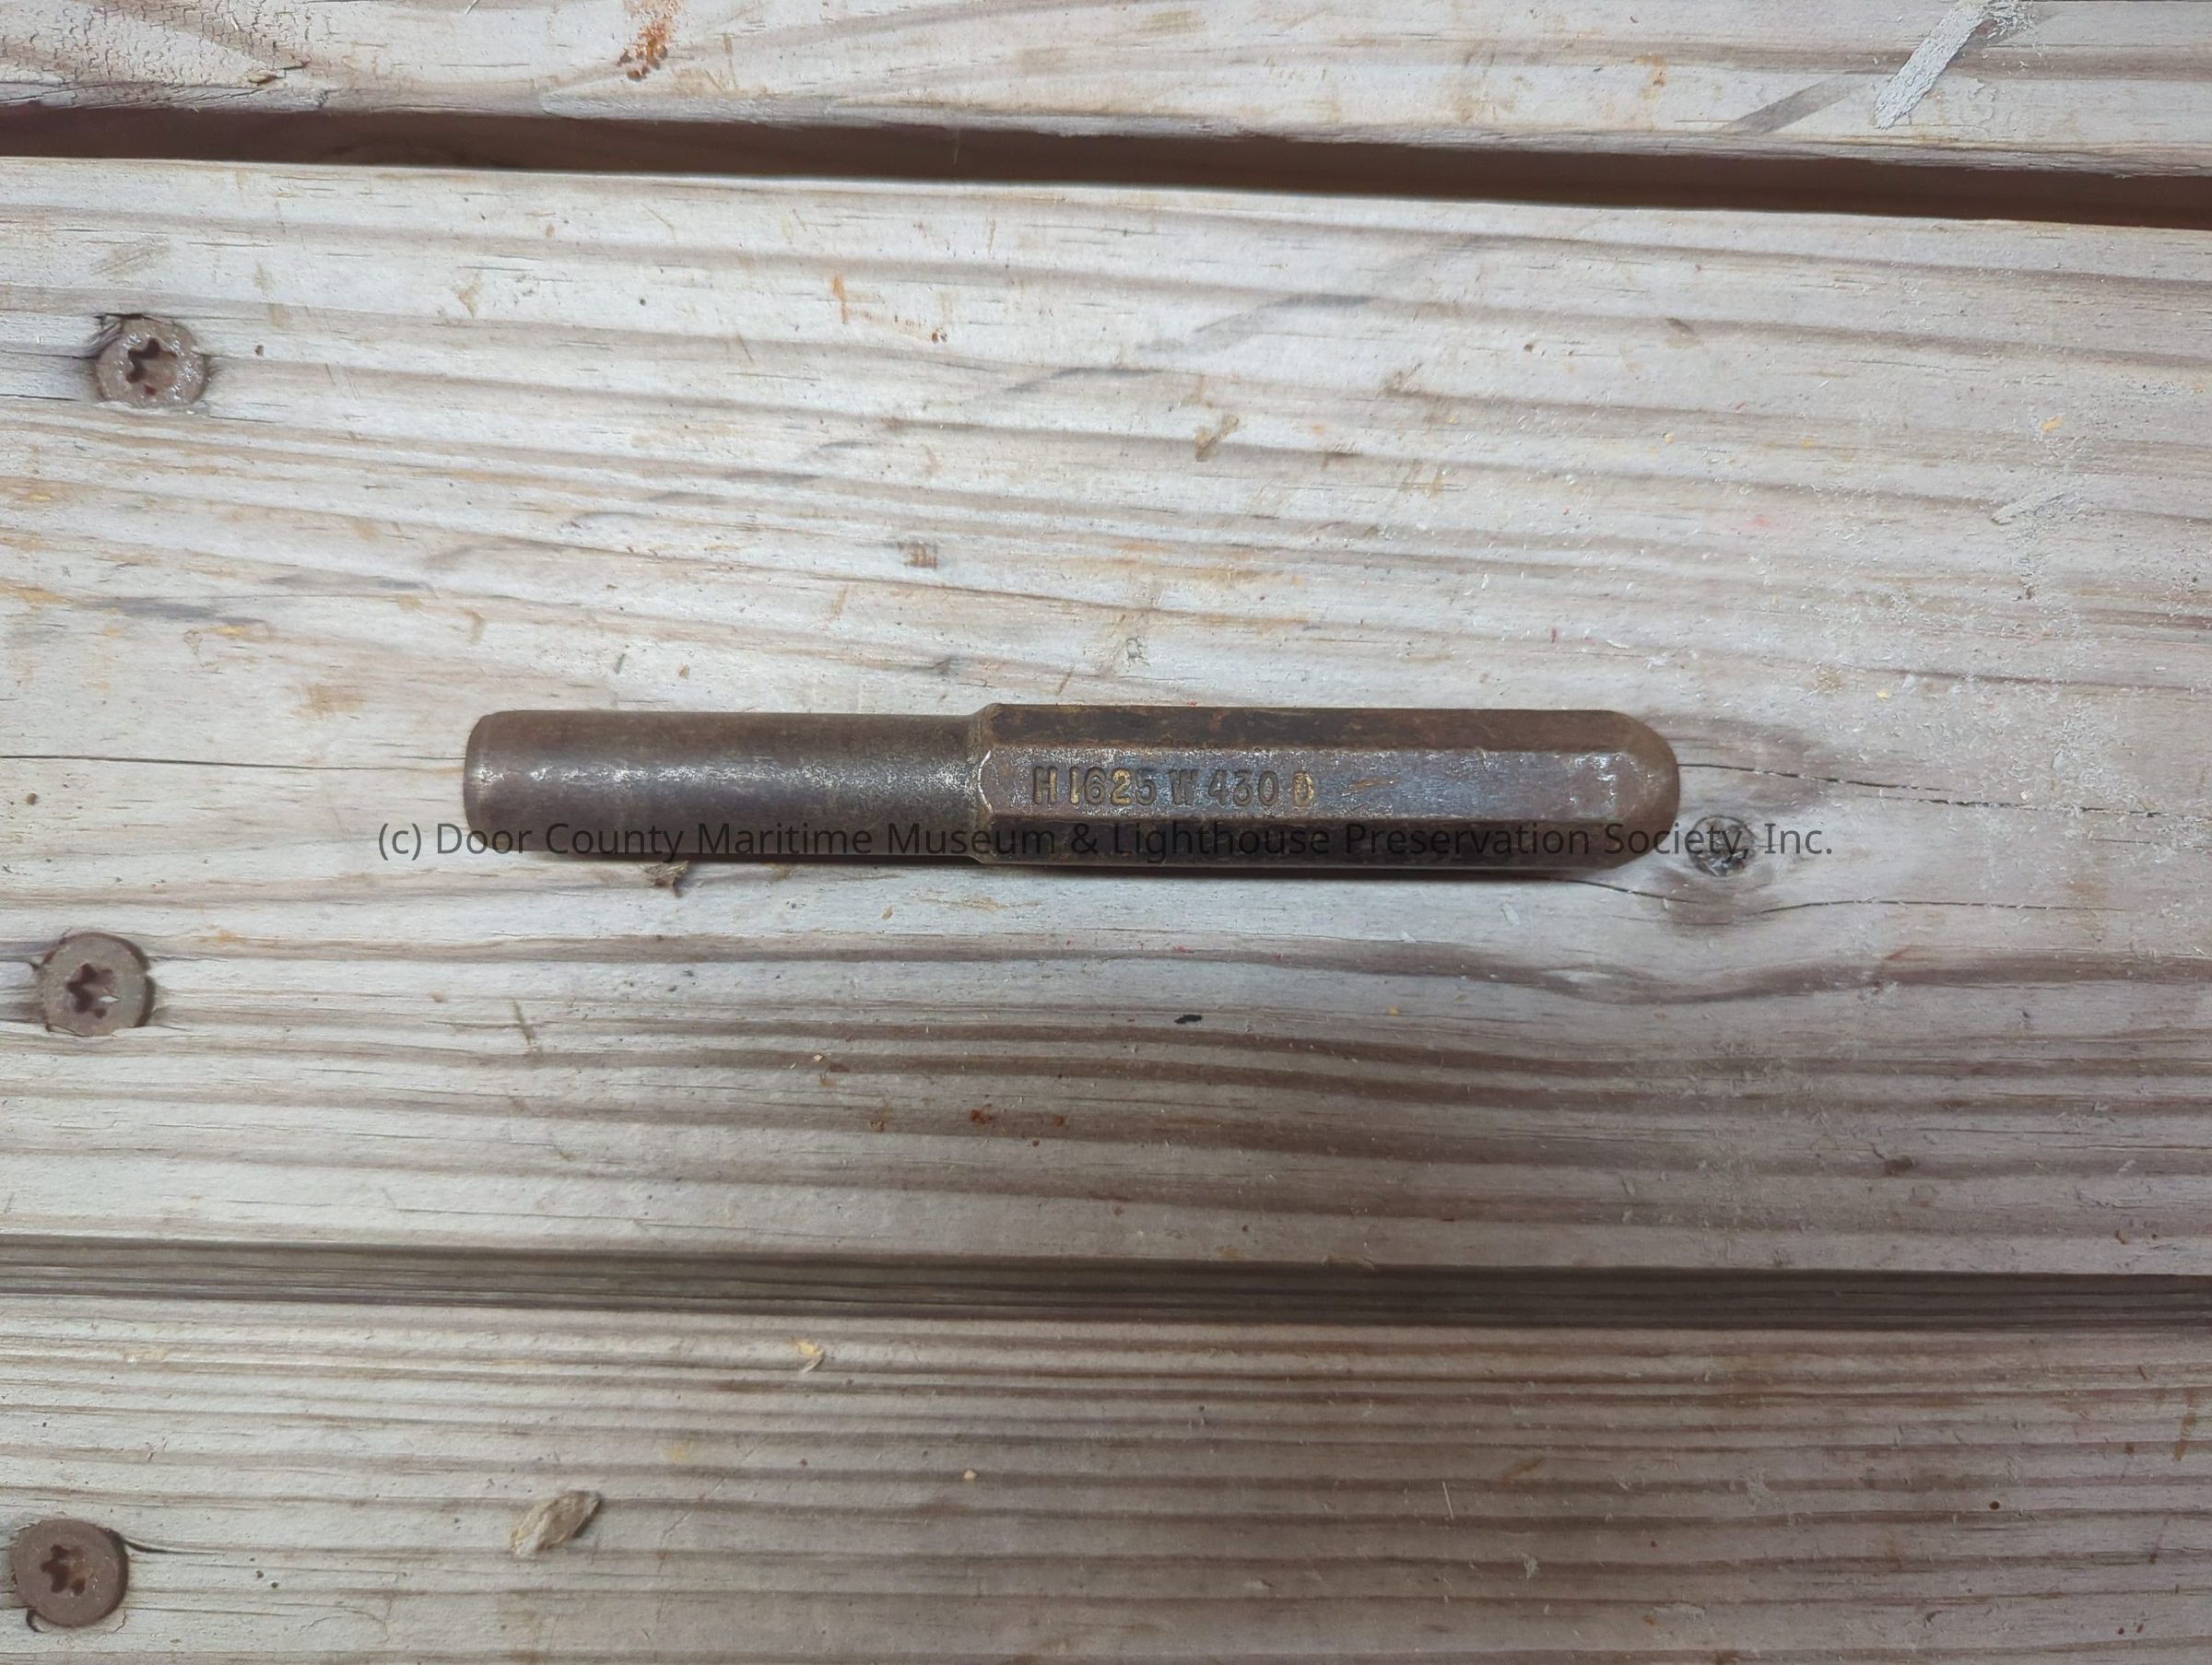 H 1625 W 430 D
(c) Door County Maritime Museum & Lighthouse Preservation Society, Inc.